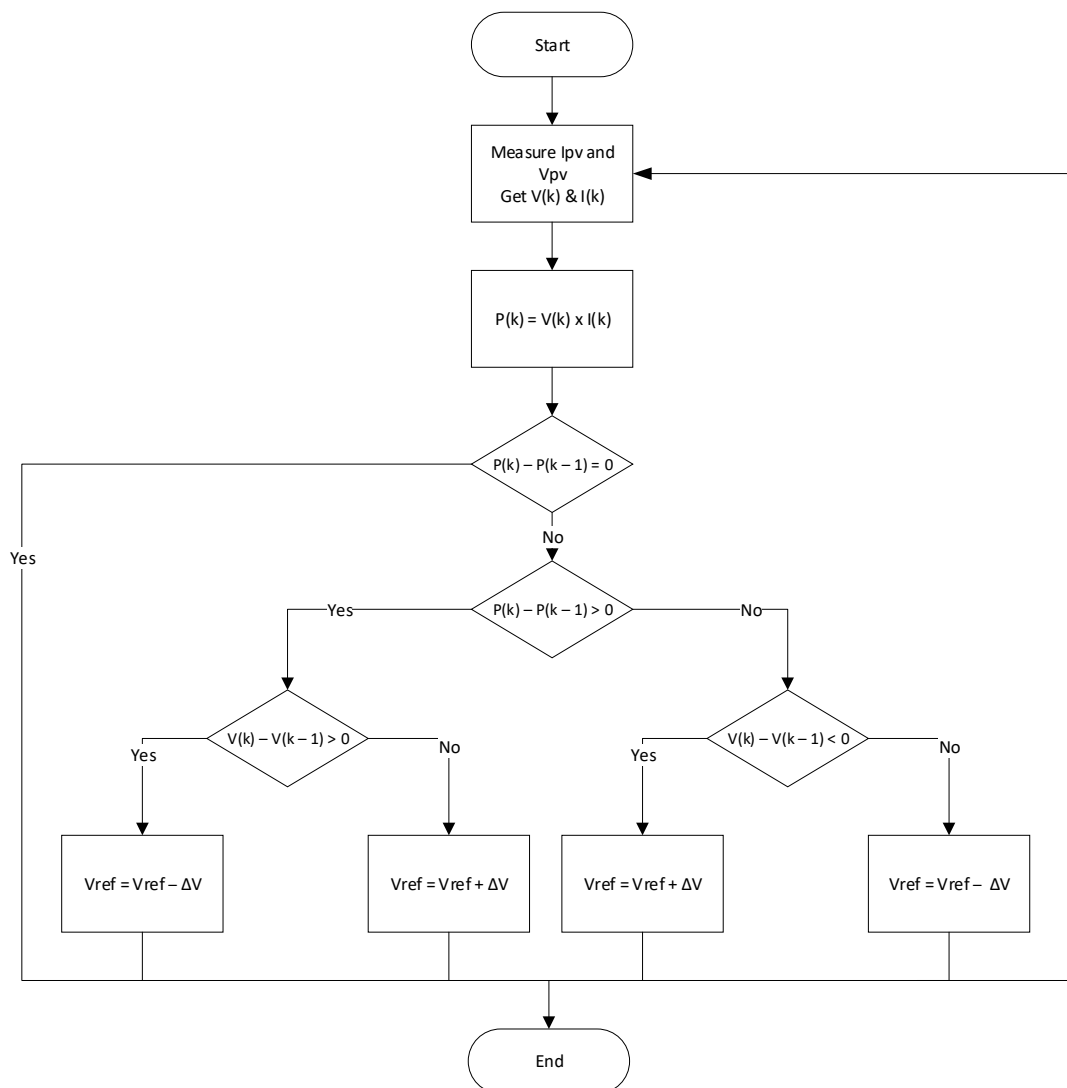 Start
Measure Ipv and
Vpv
Get V(k) & I(k)
P(k) = V(k) x I(k)
P(k) – P(k – 1) = 0
Yes
No
P(k) – P(k – 1) > 0
Yes
No
V(k) – V(k – 1) > 0
Yes
No
V(k) – V(k – 1) < 0
Yes
No
Vref = Vref – ΔV
Vref = Vref + ΔV
Vref = Vref + ΔV
Vref = Vref – ΔV
End